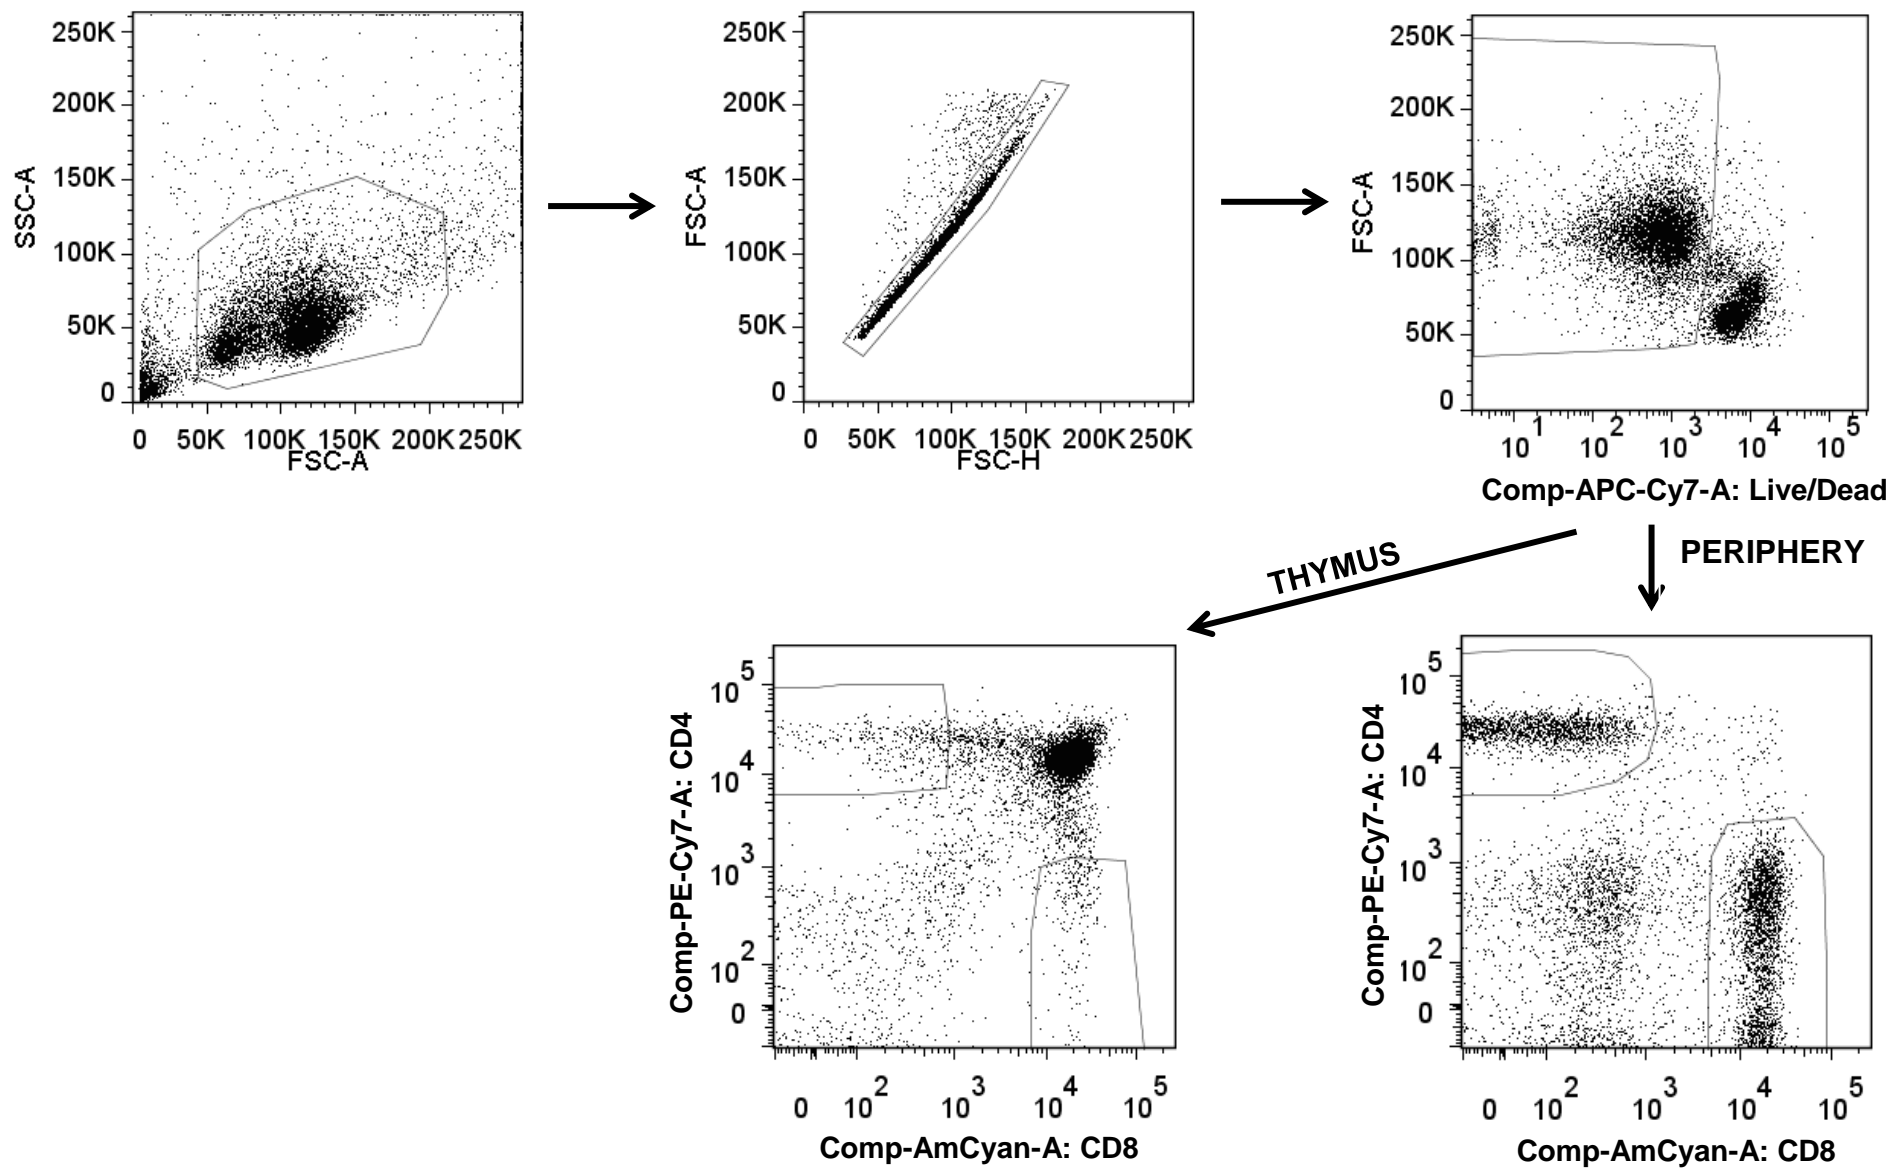 250K
200K
150K
100K
50K
0
SSC-A
0 50K 100K 150K 200K 250K
FSC-A
250K
200K
150K
100K
50K
0
FSC-A
0 50K 100K 150K 200K 250K
FSC-H
250K
200K
150K
100K
50K
0
FSC-A
10^1 10^2 10^3 10^4 10^5
Comp-APC-Cy7-A: Live/Dead
THYMUS
PERIPHERY
10^5
10^4
10^3
10^2
0
Comp-PE-Cy7-A: CD4
0 10^2 10^3 10^4 10^5
Comp-AmCyan-A: CD8
10^5
10^4
10^3
10^2
0
Comp-PE-Cy7-A: CD4
0 10^2 10^3 10^4 10^5
Comp-AmCyan-A: CD8